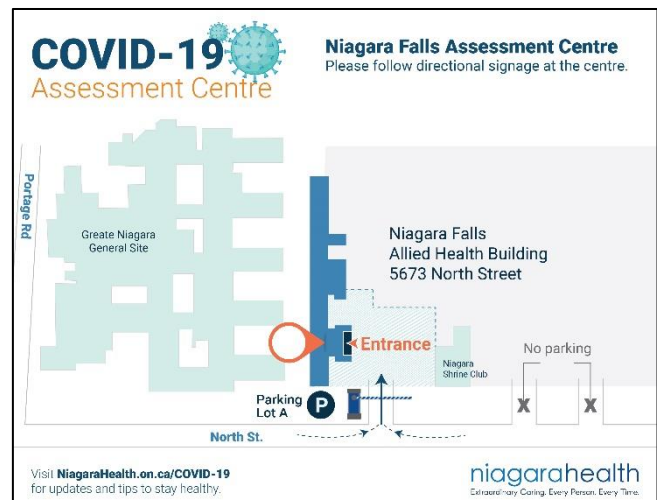 COVID-19
Assessment Centre
Niagara Falls Assessment Centre
Please follow directional signage at the centre.
Portage Rd
Greate Niagara
General Site
Niagara Falls
Allied Health Building
5673 North Street
Entrance
Niagara
Shrine Club
No parking
X X
Parking
Lot A
P
North St.
Visit NiagaraHealth.on.ca/COVID-19
for updates and tips to stay healthy.
niagarahealth
Extraordinary Caring. Every Person. Every Time.